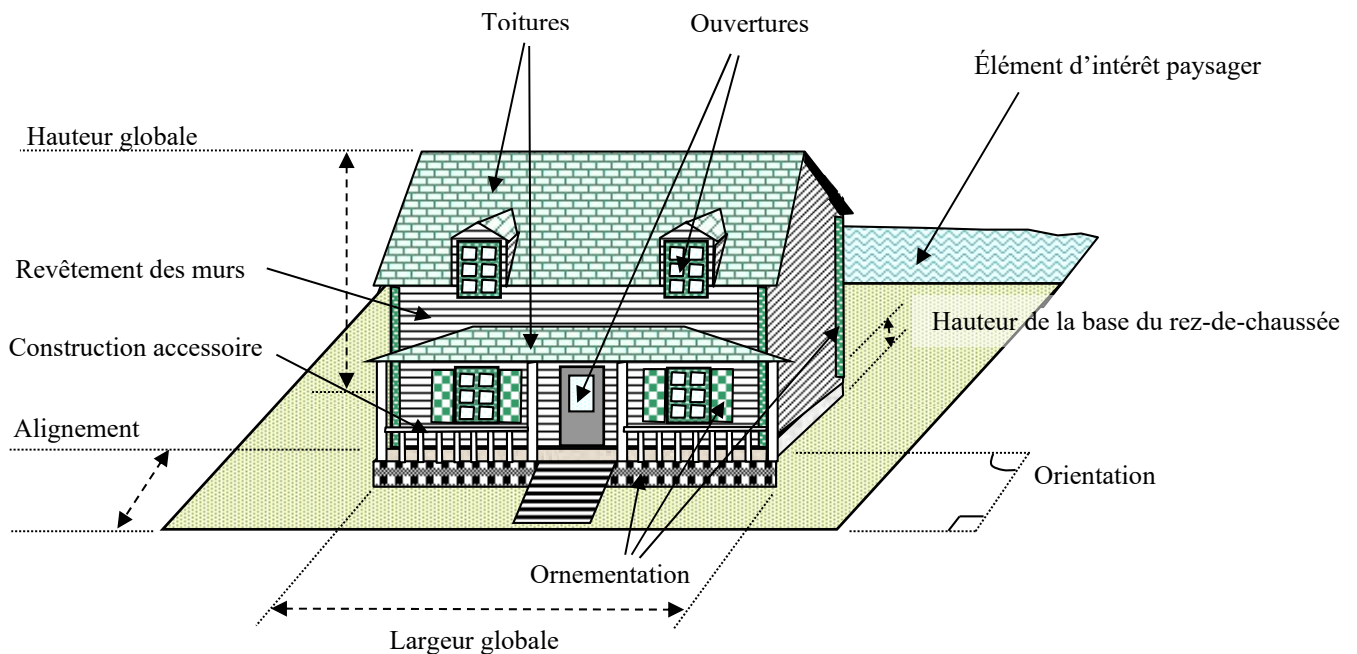 Toitures
Ouvertures
Élément d’intérêt paysager
Hauteur globale
Revêtement des murs
Hauteur de la base du rez-de-chaussée
Construction accessoire
Alignement
Orientation
Ornementation
Largeur globale